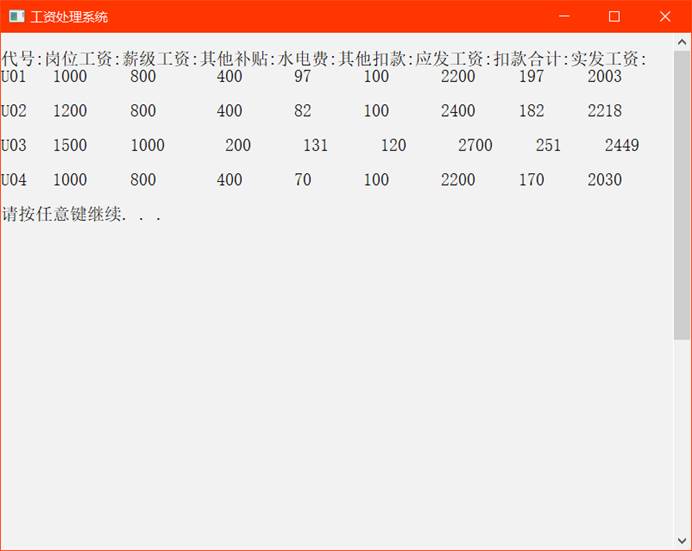 工资处理系统
代号:岗位工资:薪级工资:其他补贴:水电费:其他扣款:应发工资:扣款合计:实发工资:
U01 1000 800 400 97 100 2200 197 2003
U02 1200 800 400 82 100 2400 182 2218
U03 1500 1000 200 131 120 2700 251 2449
U04 1000 800 400 70 100 2200 170 2030
请按任意键继续. . .